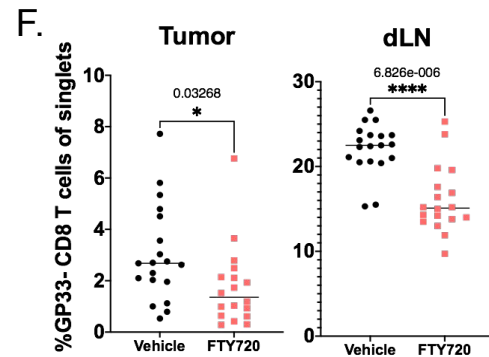 F.
Tumor
dLN
%GP33- CD8 T cells of singlets
10
8
6
4
2
0
0.03268
*
Vehicle
FTY720
30
20
10
0
6.826e-006
****
Vehicle
FTY720